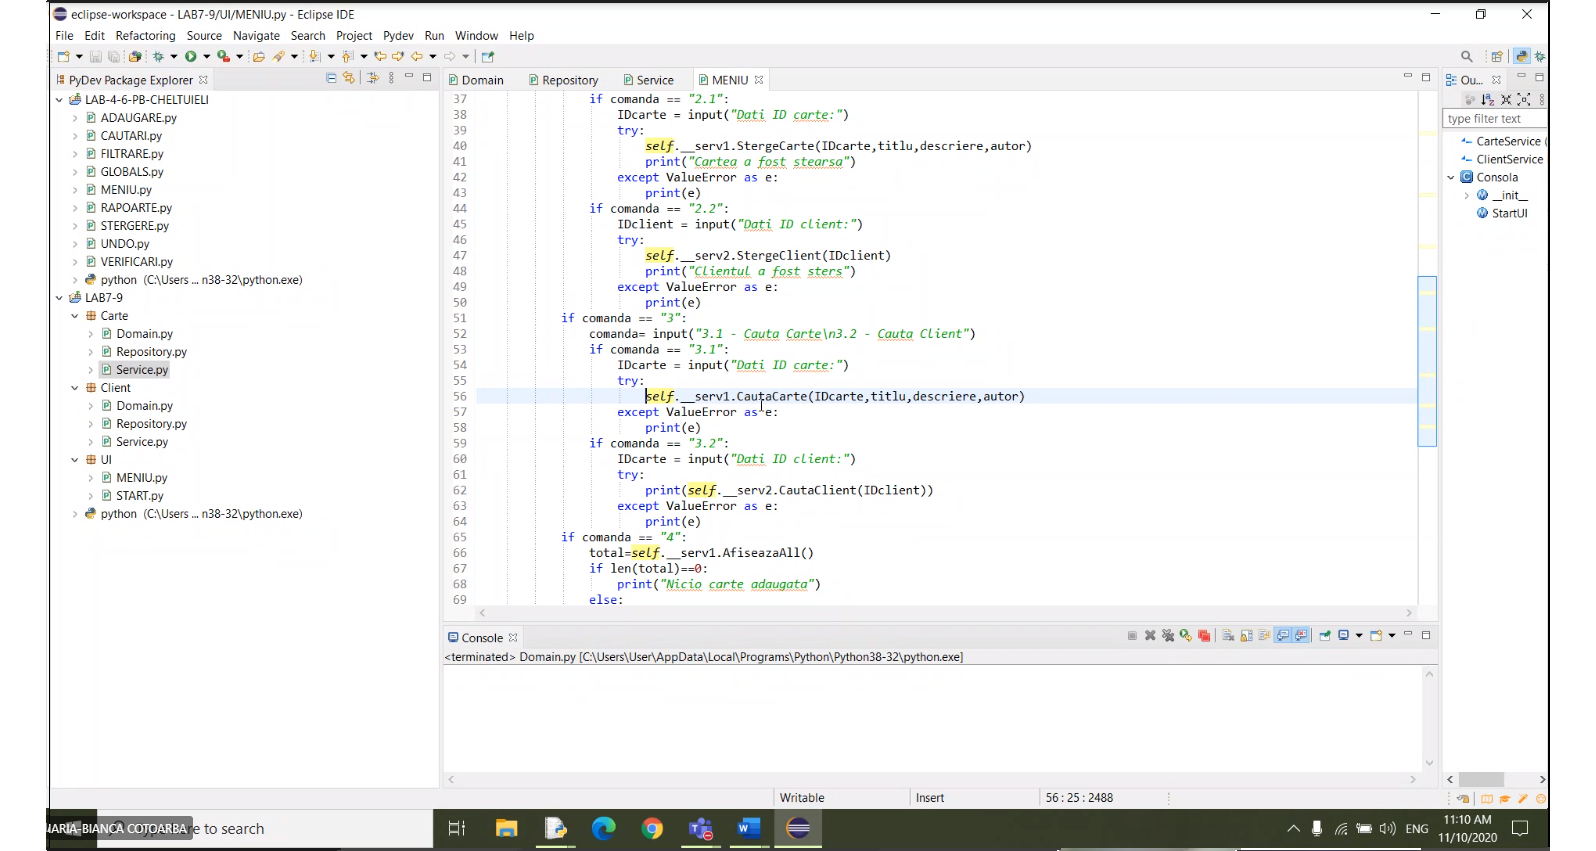 eclipse-workspace - LAB7-9/UI/MENIU.py - Eclipse IDE
File Edit Refactoring Source Navigate Search Project Pydev Run Window Help
PyDev Package Explorer
LAB-4-6-PB-CHELTUIELI
ADAUGARE.py
CAUTARI.py
FILTRARE.py
GLOBALS.py
MENIU.py
RAPOARTE.py
STERGERE.py
UNDO.py
VERIFICARI.py
python (C:\Users ... n38-32\python.exe)
LAB7-9
Carte
Domain.py
Repository.py
Service.py
Client
Domain.py
Repository.py
Service.py
UI
MENIU.py
START.py
python (C:\Users ... n38-32\python.exe)
Domain Repository Service MENIU
37 if comanda == "2.1":
38 IDcarte = input("Dati ID carte:")
39 try:
40 self.__serv1.StergeCarte(IDcarte,titlu,descriere,autor)
41 print("Cartea a fost stearsa")
42 except ValueError as e:
43 print(e)
44 if comanda == "2.2":
45 IDclient = input("Dati ID client:")
46 try:
47 self.__serv2.StergeClient(IDclient)
48 print("Clientul a fost sters")
49 except ValueError as e:
50 print(e)
51 if comanda == "3":
52 comanda= input("3.1 - Cauta Carte\n3.2 - Cauta Client")
53 if comanda == "3.1":
54 IDcarte = input("Dati ID carte:")
55 try:
56 self.__serv1.CautaCarte(IDcarte,titlu,descriere,autor)
57 except ValueError as e:
58 print(e)
59 if comanda == "3.2":
60 IDcarte = input("Dati ID client:")
61 try:
62 print(self.__serv2.CautaClient(IDclient))
63 except ValueError as e:
64 print(e)
65 if comanda == "4":
66 total=self.__serv1.AfiseazaAll()
67 if len(total)==0:
68 print("Nicio carte adaugata")
69 else:
Ou...
type filter text
CarteService (
ClientService
Consola
__init__
StartUI
Console
<terminated> Domain.py [C:\Users\User\AppData\Local\Programs\Python\Python38-32\python.exe]
Writable Insert 56 : 25 : 2488
ARIA-BIANCA COTOARBA re to search
ENG
11:10 AM
11/10/2020